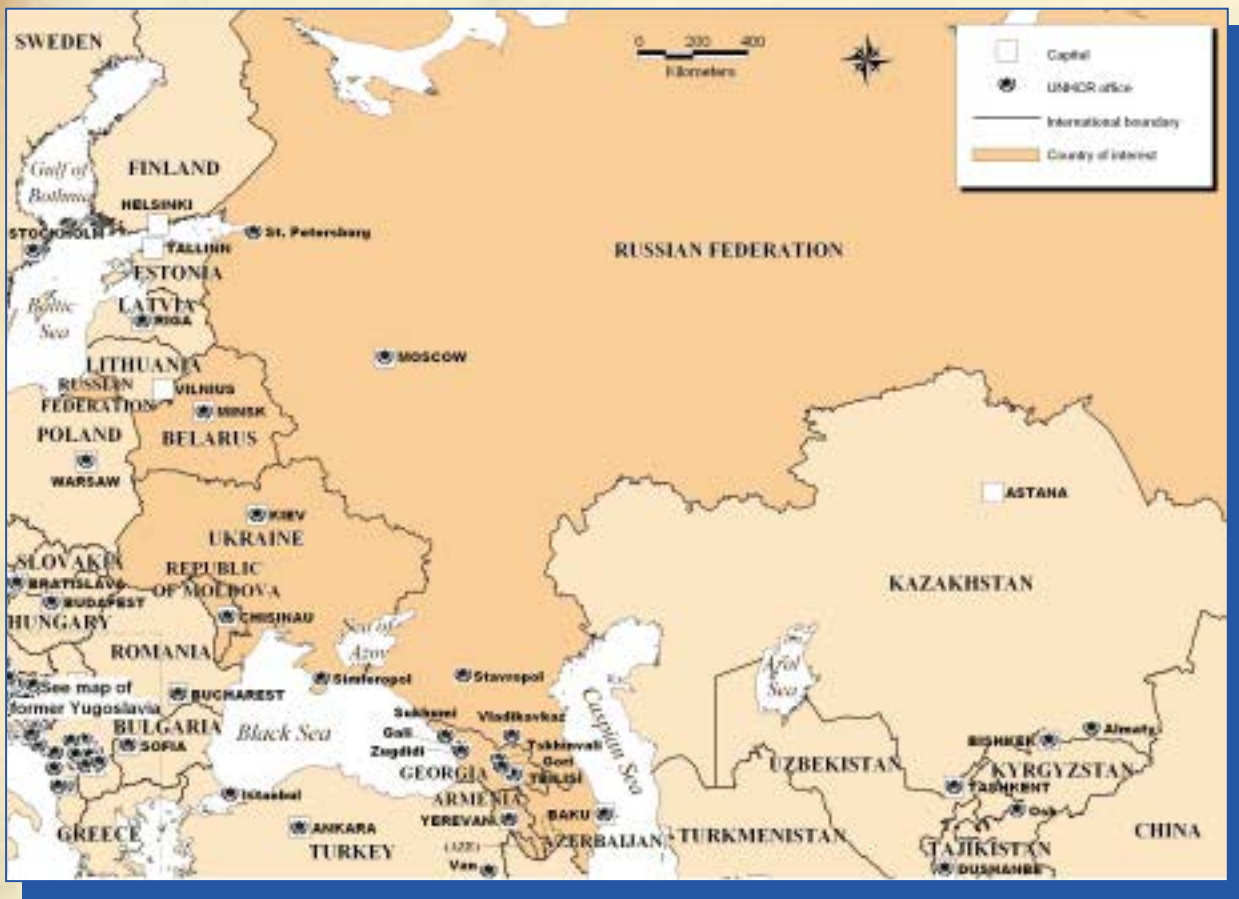 SWEDEN
0 200 400
Kilometers
Capital
UNHCR office
International boundary
Country of interest
Gulf of
Bothnia
FINLAND
HELSINKI
STOCKHOLM
TALLINN
St. Petersburg
ESTONIA
RUSSIAN FEDERATION
Baltic
Sea
LATVIA
RIGA
MOSCOW
LITHUANIA
RUSSIAN
FEDERATION
VILNIUS
MINSK
POLAND
BELARUS
WARSAW
ASTANA
KIEV
UKRAINE
SLOVAKIA
BRATISLAVA
REPUBLIC
OF MOLDOVA
KAZAKHSTAN
BUDAPEST
HUNGARY
CHISINAU
Sea of
Azov
ROMANIA
Aral
Sea
Simferopol
Stavropol
See map of
former Yugoslavia
BUCHAREST
Caspian Sea
BULGARIA
SOFIA
Black Sea
Sukhumi
Vladikavkaz
Gali
Tskhinvali
Zugdidi
Gori
GEORGIA
TBILISI
Almaty
BISHKEK
UZBEKISTAN
KYRGYZSTAN
TASHKENT
Istanbul
ARMENIA
Osh
YEREVAN
BAKU
GREECE
ANKARA
TURKEY
(AZE)
AZERBAIJAN
TURKMENISTAN
CHINA
TAJIKISTAN
Van
DUSHANBE